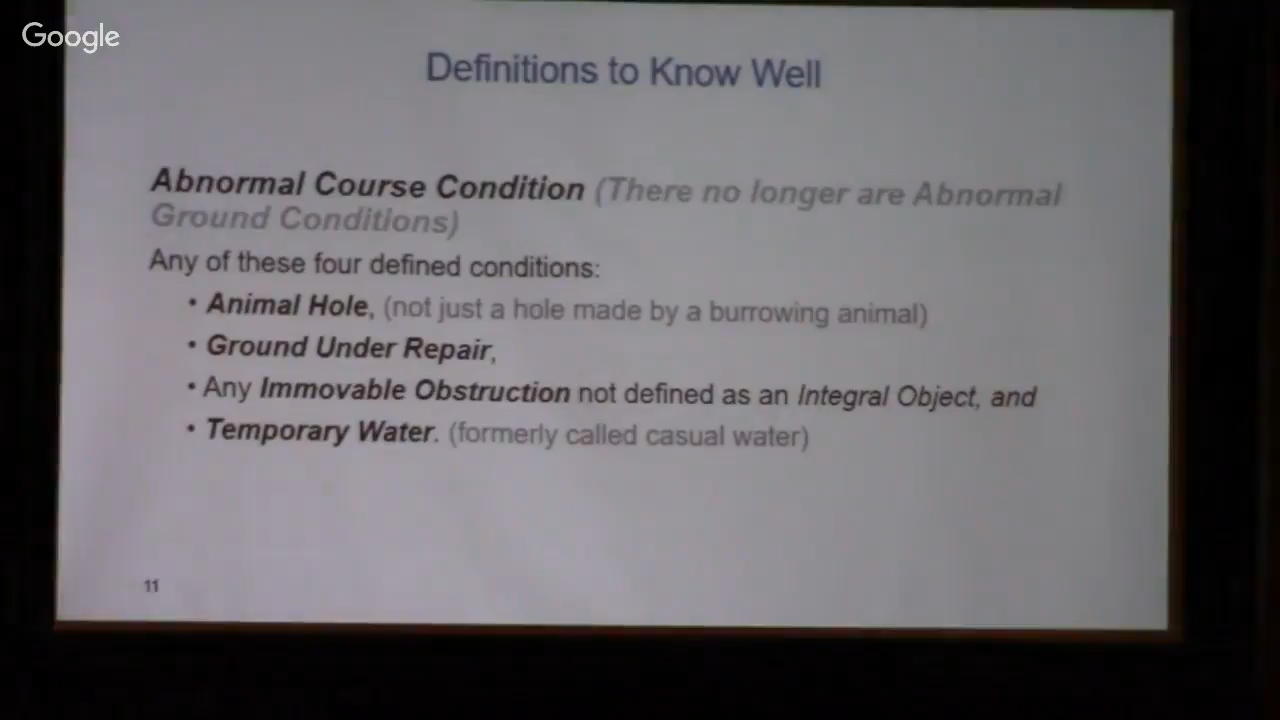 Google
Definitions to Know Well
Abnormal Course Condition (There no longer are Abnormal
Ground Conditions)
Any of these four defined conditions:
• Animal Hole, (not just a hole made by a burrowing animal)
• Ground Under Repair,
• Any Immovable Obstruction not defined as an Integral Object, and
• Temporary Water. (formerly called casual water)
11